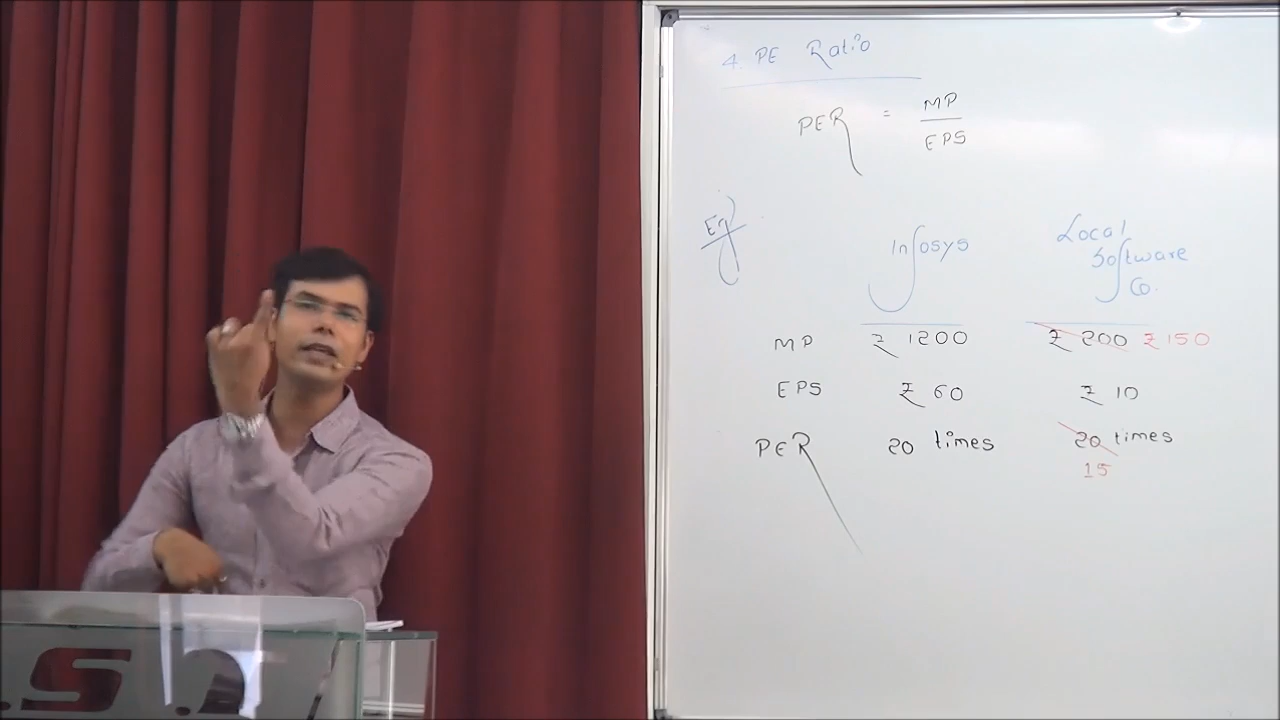 4. PE Ratio
PER = MP
EPS
Eg
Infosys
Local
Software
Co.
MP ₹ 1200 ₹ 200 ₹ 150
EPS ₹ 60 ₹ 10
PER 20 times 20 times
15